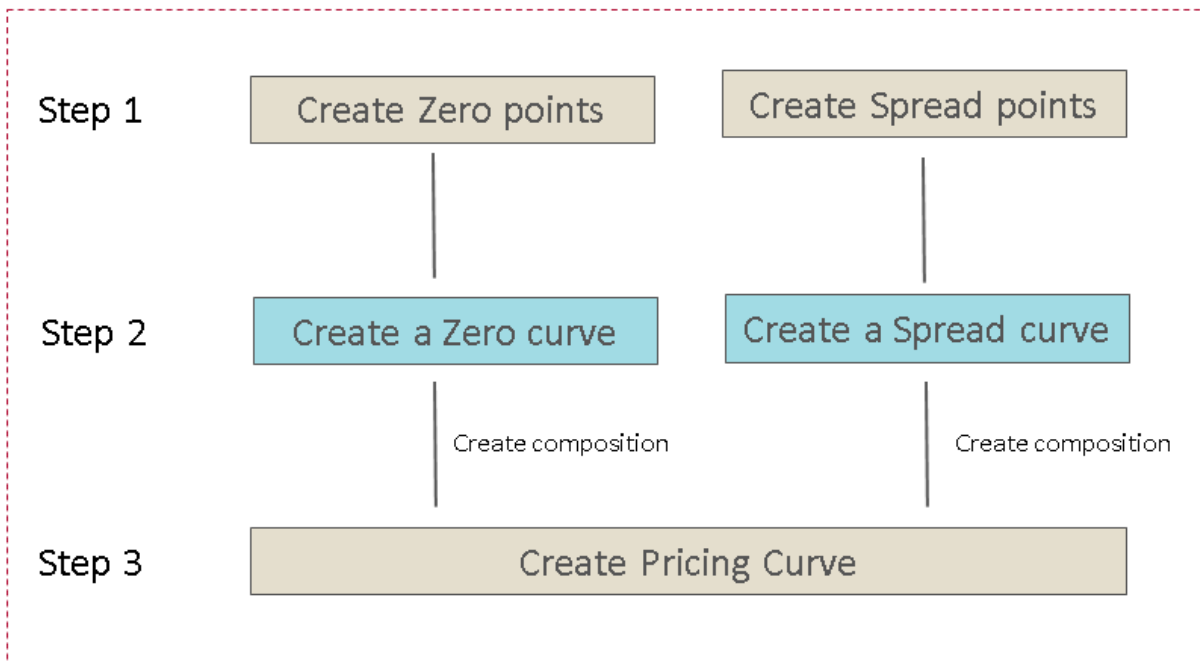 Step 1
Create Zero points
Create Spread points
Step 2
Create a Zero curve
Create a Spread curve
Create composition
Create composition
Step 3
Create Pricing Curve